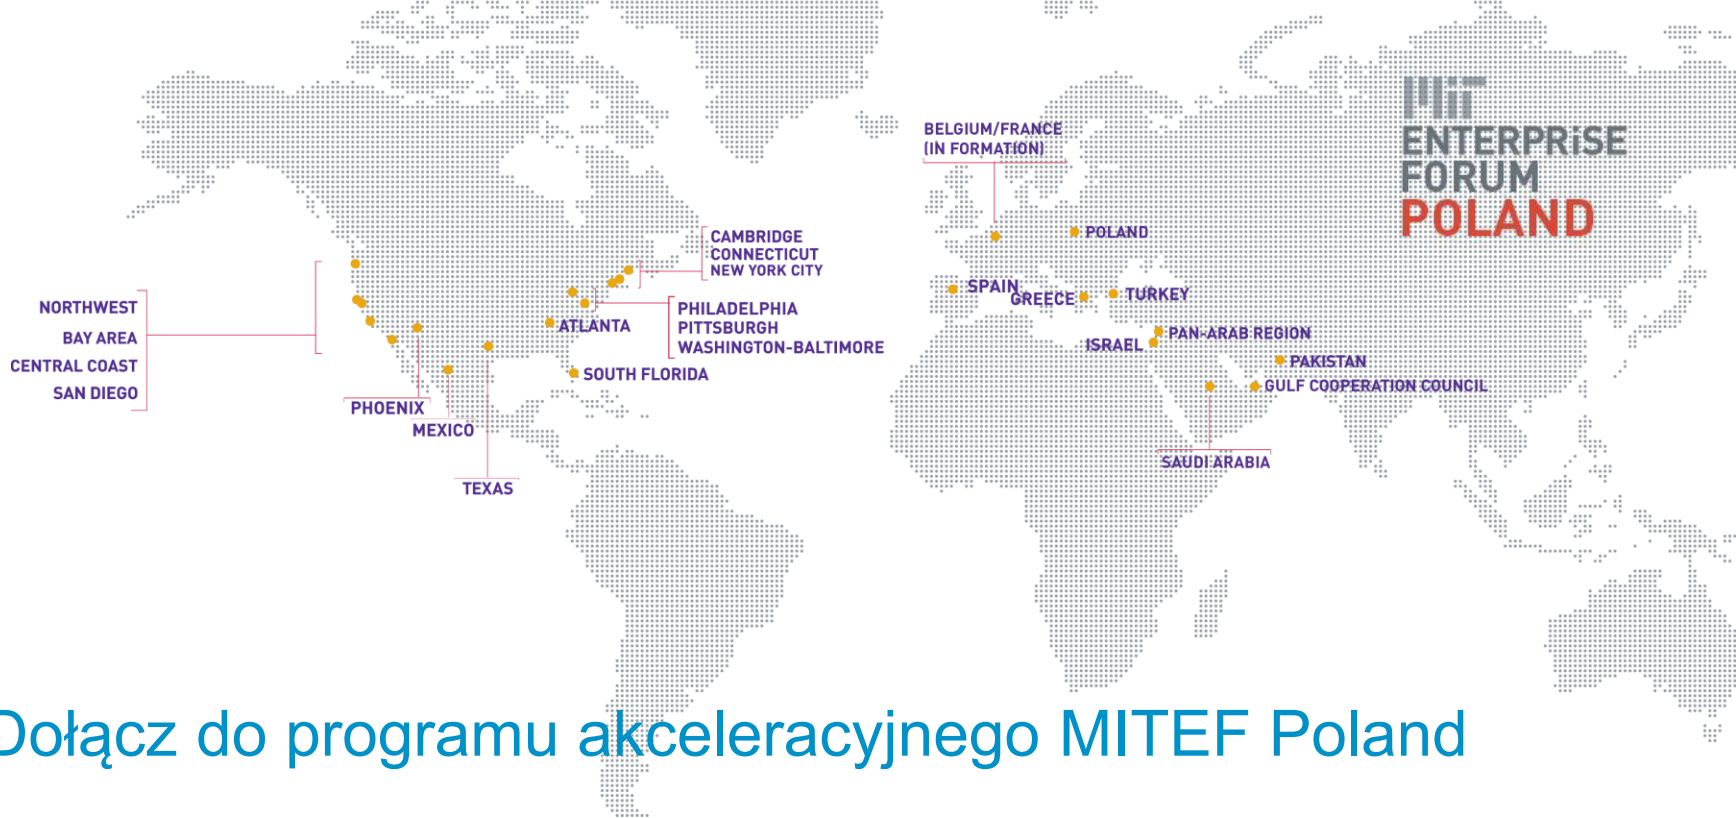 MiT
ENTERPRiSE
FORUM
POLAND
BELGIUM/FRANCE
(IN FORMATION)
POLAND
SPAIN
GREECE
TURKEY
PAN-ARAB REGION
ISRAEL
PAKISTAN
GULF COOPERATION COUNCIL
SAUDI ARABIA
CAMBRIDGE
CONNECTICUT
NEW YORK CITY
PHILADELPHIA
PITTSBURGH
WASHINGTON-BALTIMORE
ATLANTA
SOUTH FLORIDA
NORTHWEST
BAY AREA
CENTRAL COAST
SAN DIEGO
PHOENIX
MEXICO
TEXAS
Dołącz do programu akceleracyjnego MITEF Poland